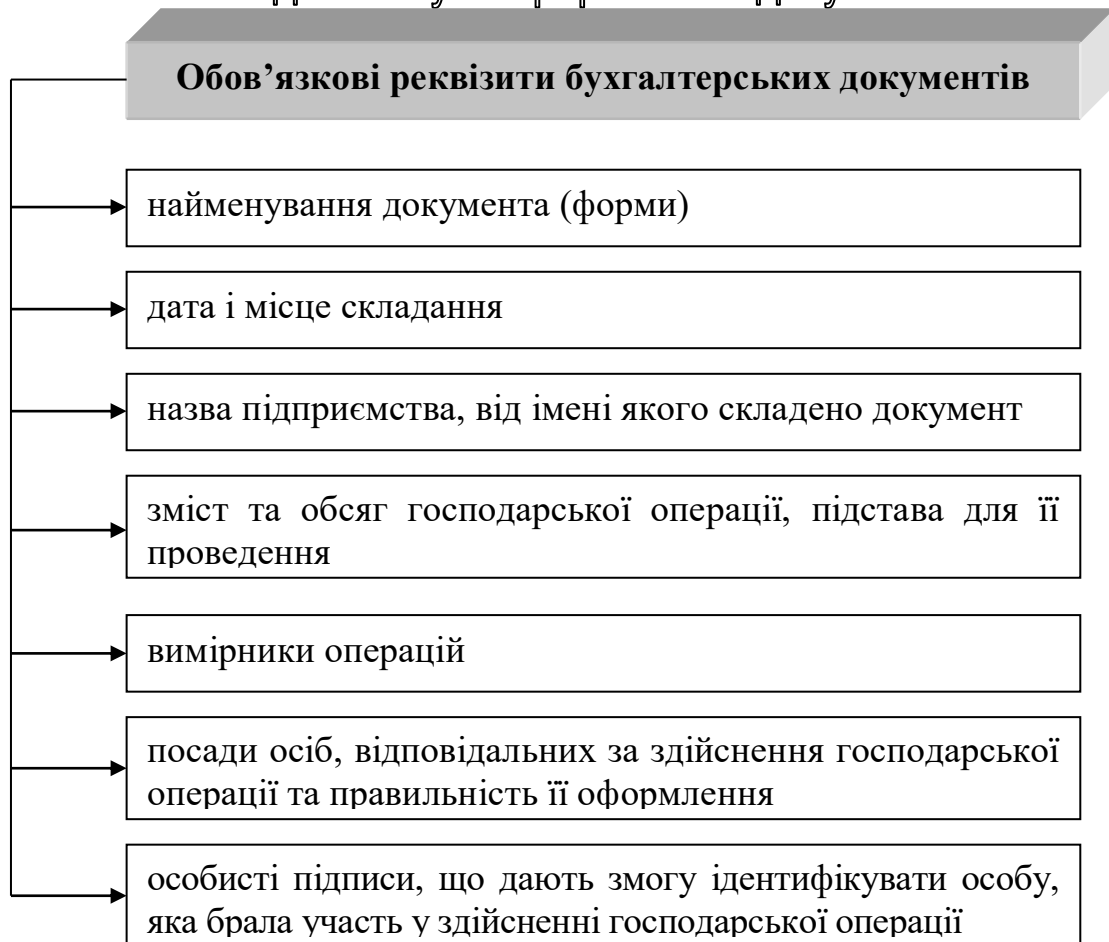 Обов’язкові реквізити бухгалтерських документів
найменування документа (форми)
дата і місце складання
назва підприємства, від імені якого складено документ
зміст та обсяг господарської операції, підстава для її
проведення
вимірники операцій
посади осіб, відповідальних за здійснення господарської
операції та правильність її оформлення
особисті підписи, що дають змогу ідентифікувати особу,
яка брала участь у здійсненні господарської операції